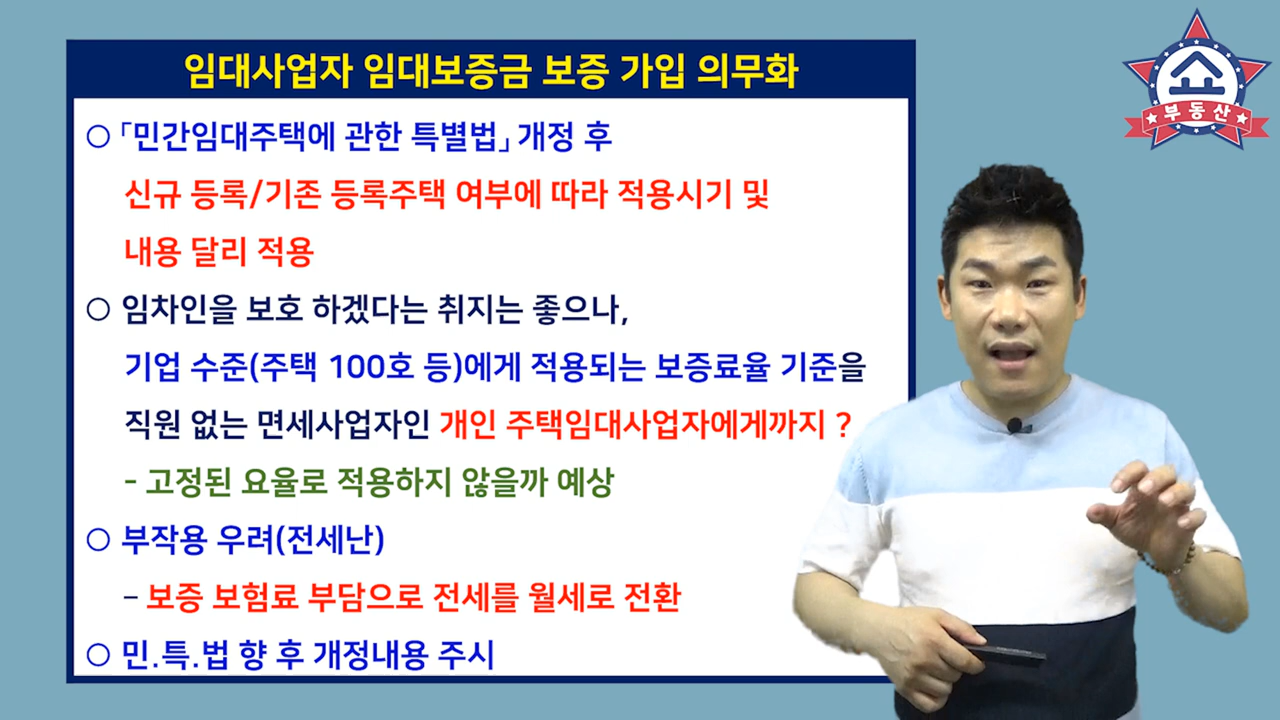 임대사업자 임대보증금 보증 가입 의무화
○ 「민간임대주택에 관한 특별법」 개정 후
신규 등록/기존 등록주택 여부에 따라 적용시기 및
내용 달리 적용
○ 임차인을 보호 하겠다는 취지는 좋으나,
기업 수준(주택 100호 등)에게 적용되는 보증료율 기준을
직원 없는 면세사업자인 개인 주택임대사업자에게까지 ?
- 고정된 요율로 적용하지 않을까 예상
○ 부작용 우려(전세난)
– 보증 보험료 부담으로 전세를 월세로 전환
○ 민.특.법 향 후 개정내용 주시
쇼
부동산